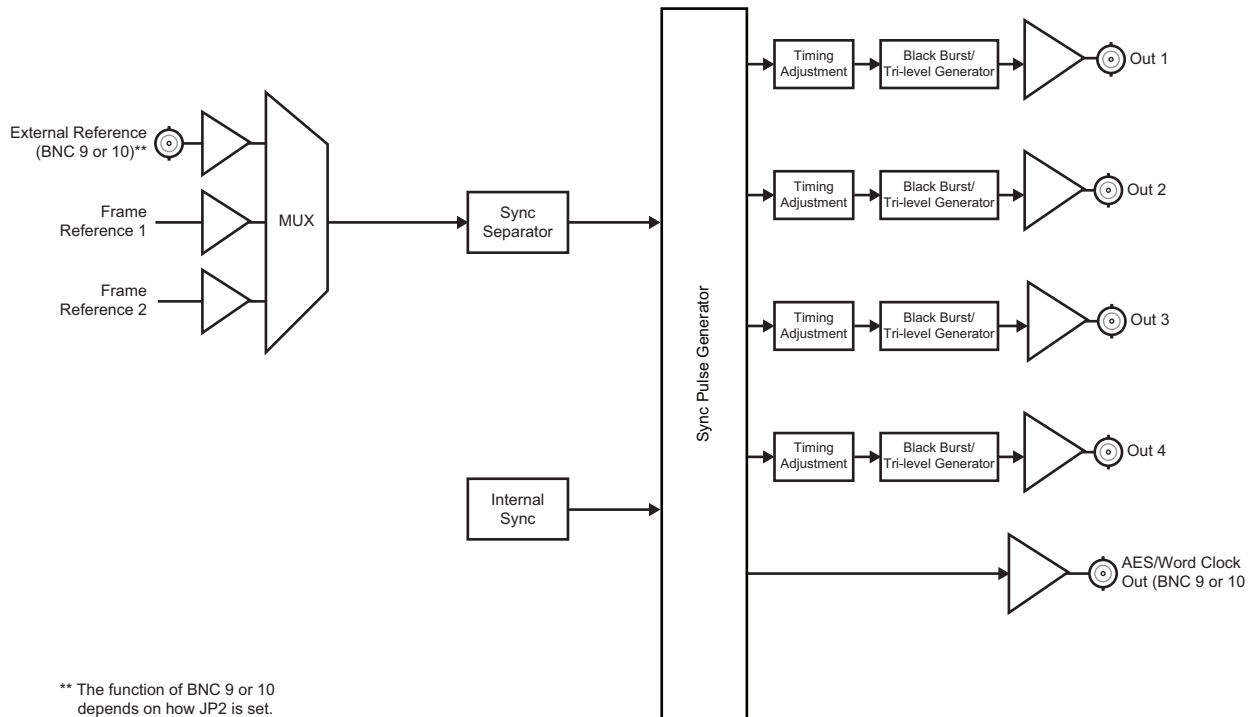 External Reference
(BNC 9 or 10)**
Frame
Reference 1
Frame
Reference 2
MUX
Sync
Separator
Internal
Sync
Sync Pulse Generator
Timing
Adjustment
Black Burst/
Tri-level Generator
Out 1
Timing
Adjustment
Black Burst/
Tri-level Generator
Out 2
Timing
Adjustment
Black Burst/
Tri-level Generator
Out 3
Timing
Adjustment
Black Burst/
Tri-level Generator
Out 4
AES/Word Clock
Out (BNC 9 or 10
** The function of BNC 9 or 10
depends on how JP2 is set.